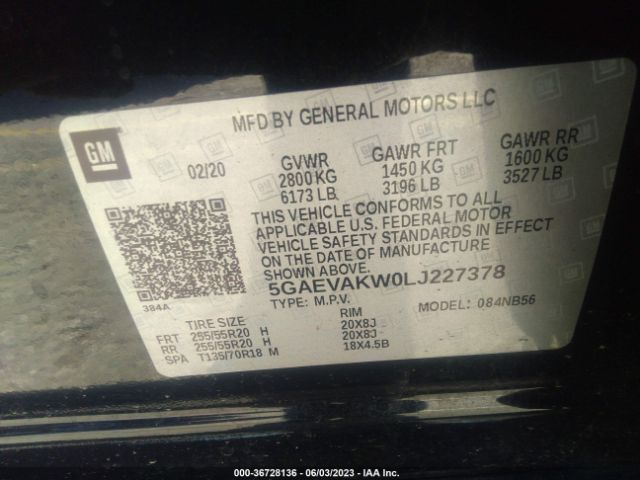 MFD BY GENERAL MOTORS LLC
GM
02/20
GVWR GAWR FRT GAWR RR
2800 KG 1450 KG 1600 KG
6173 LB 3196 LB 3527 LB
THIS VEHICLE CONFORMS TO ALL
APPLICABLE U.S. FEDERAL MOTOR
VEHICLE SAFETY STANDARDS IN EFFECT
ON THE DATE OF MANUFACTURE
SHOWN ABOVE.
384A
5GAEVAKW0LJ227378
TYPE: M.P.V. MODEL: 084NB56
TIRE SIZE RIM
FRT 255/55R20 H 20X8J
RR 255/55R20 H 20X8J
SPA T135/70R18 M 18X4.5B
000-36728136 - 06/03/2023 - IAA Inc.